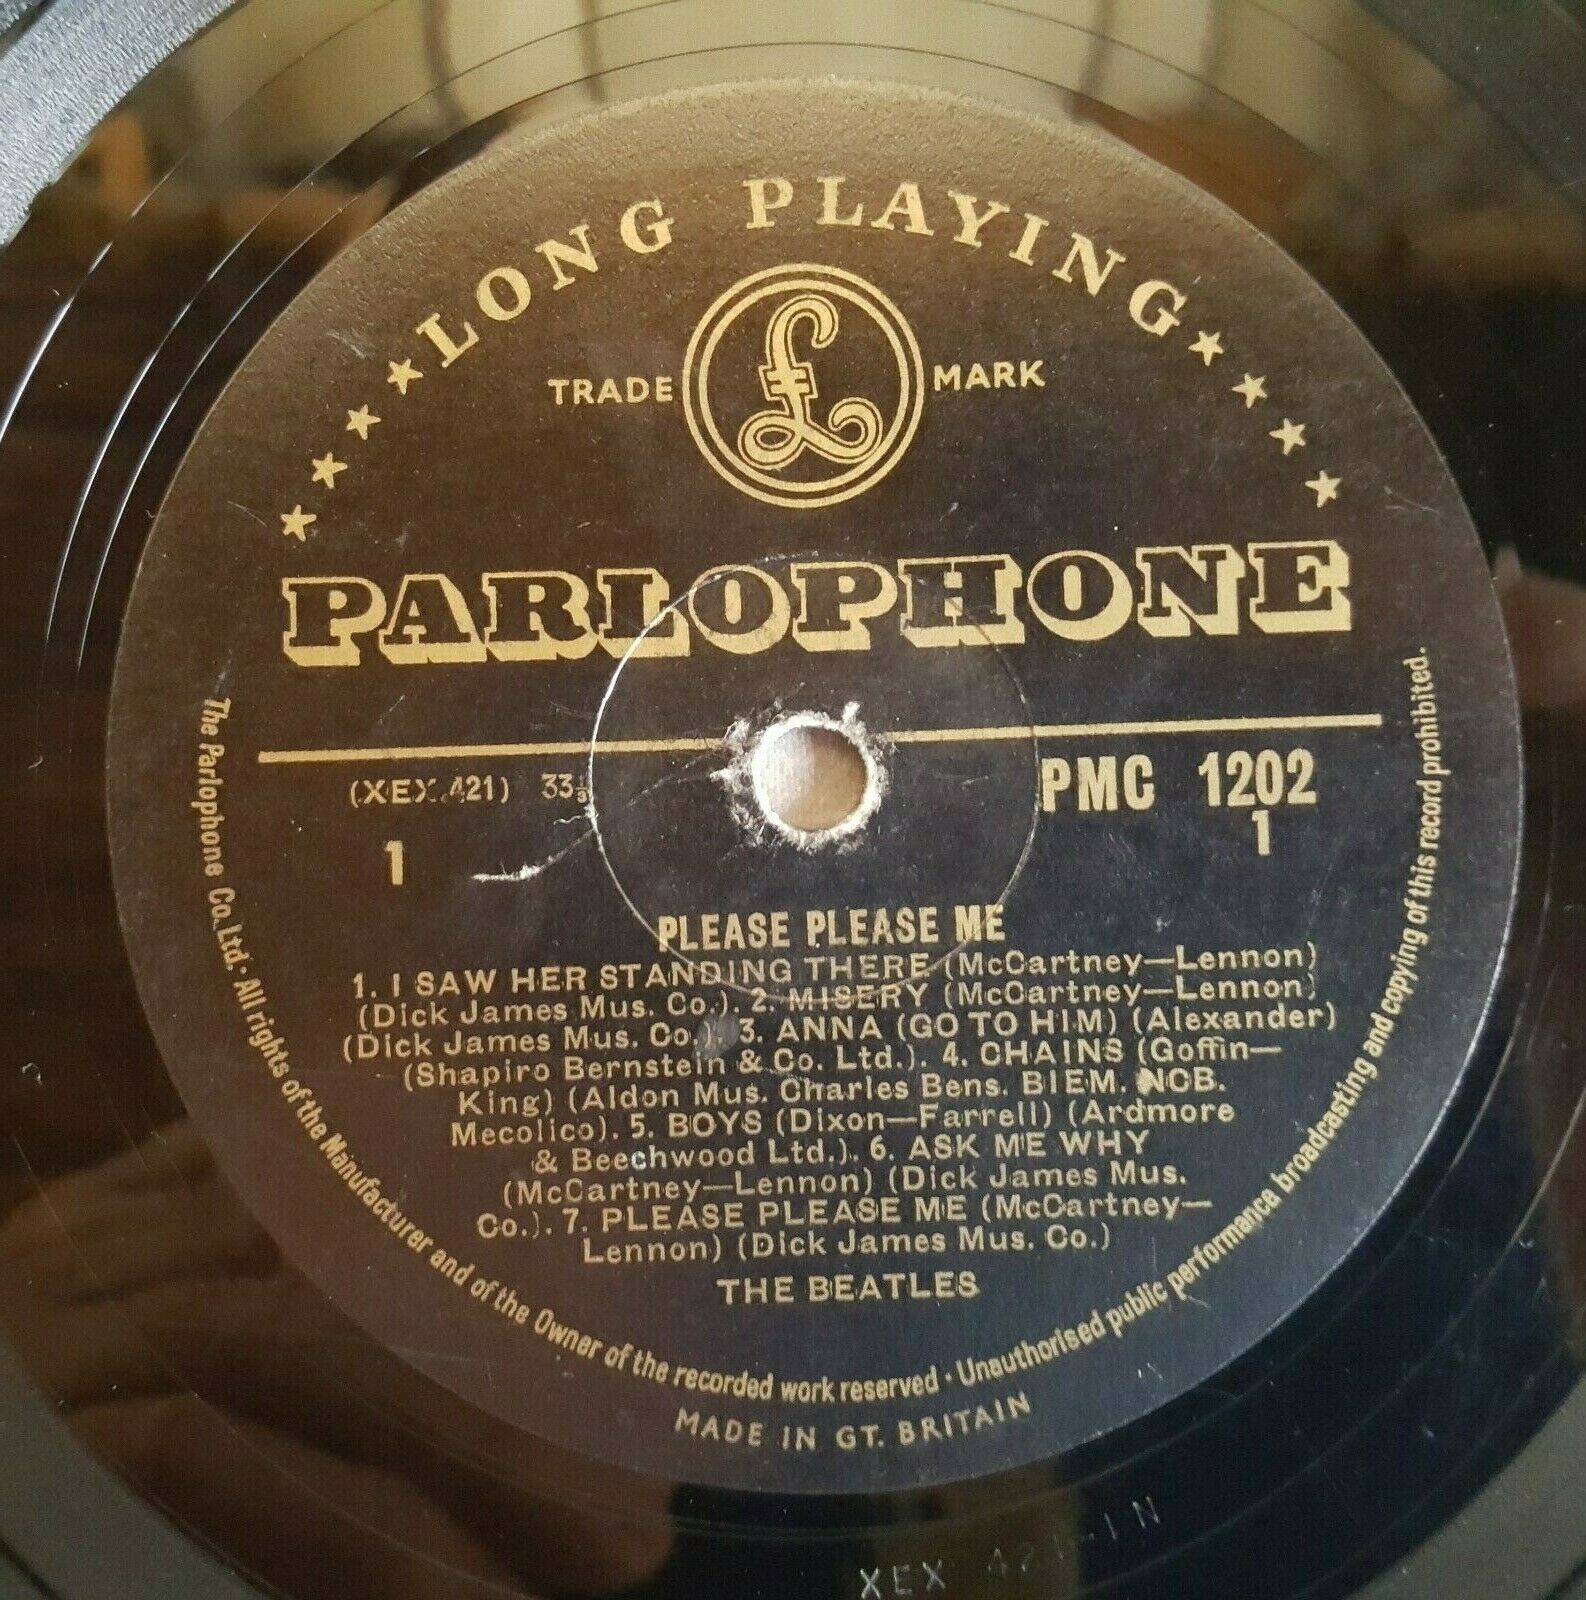 LONG PLAYING
TRADE £ MARK
PARLOPHONE
(XEX.421) 33⅓
PMC 1202
1
1
PLEASE PLEASE ME
1. I SAW HER STANDING THERE (McCartney—Lennon)
(Dick James Mus. Co.). 2. MISERY (McCartney—Lennon)
(Dick James Mus. Co.). 3. ANNA (GO TO HIM) (Alexander)
(Shapiro Bernstein & Co. Ltd.). 4. CHAINS (Goffin—
King) (Aldon Mus. Charles Bens. BIEM. NCB.
Mecolico). 5. BOYS (Dixon—Farrell) (Ardmore
& Beechwood Ltd.). 6. ASK ME WHY
(McCartney—Lennon) (Dick James Mus.
Co.). 7. PLEASE PLEASE ME (McCartney—
Lennon) (Dick James Mus. Co.)
THE BEATLES
The Parlophone Co. Ltd. · All rights of the Manufacturer and of the Owner of the recorded work reserved · Unauthorised public performance broadcasting and copying of this record prohibited.
MADE IN GT. BRITAIN
XEX 421-1N